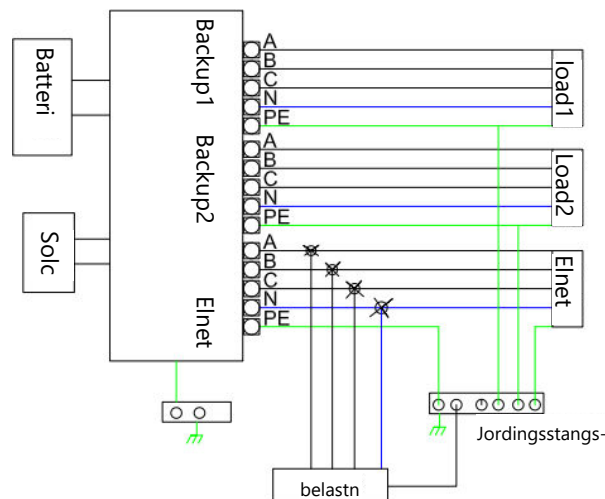 Batteri
Solc
Backup1
A
B
C
N
PE
load1
Backup2
A
B
C
N
PE
Load2
Elnet
A
B
C
N
PE
Elnet
Jordingsstangs-
belastn